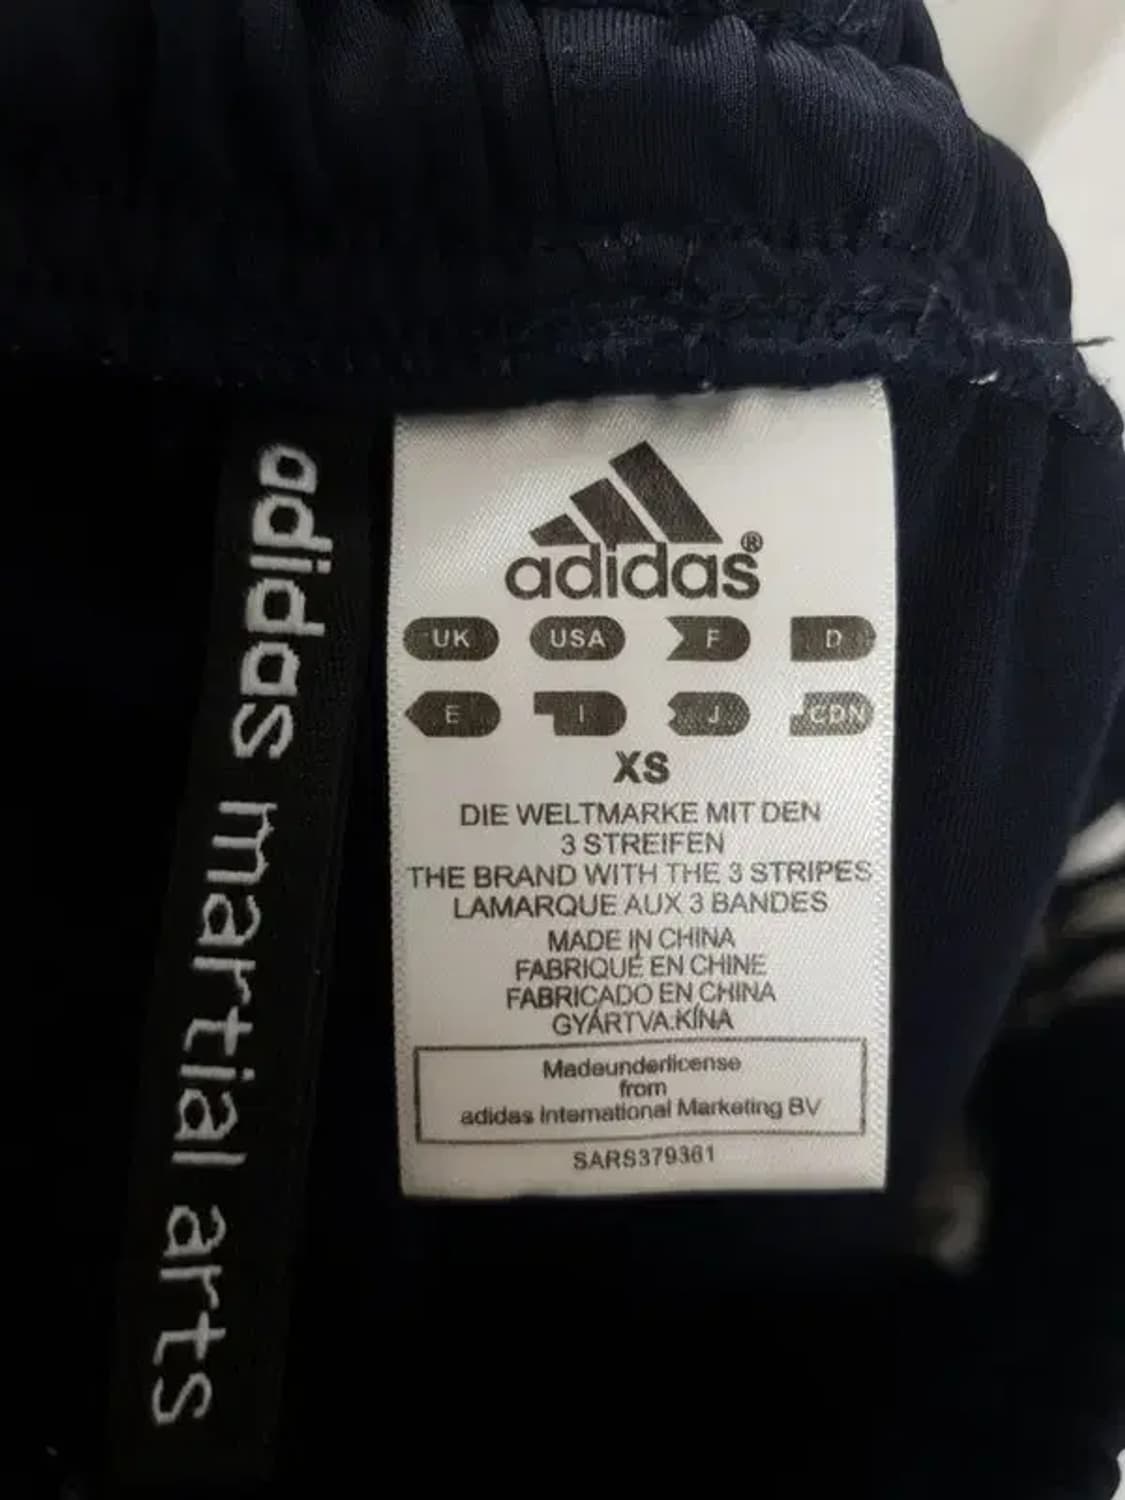 adidas martial arts
adidas®
UK USA F D
E I J CDN
XS
DIE WELTMARKE MIT DEN
3 STREIFEN
THE BRAND WITH THE 3 STRIPES
LAMARQUE AUX 3 BANDES
MADE IN CHINA
FABRIQUÉ EN CHINE
FABRICADO EN CHINA
GYÁRTVA:KÍNA
Madeunderlicense
from
adidas International Marketing BV
SARS379361